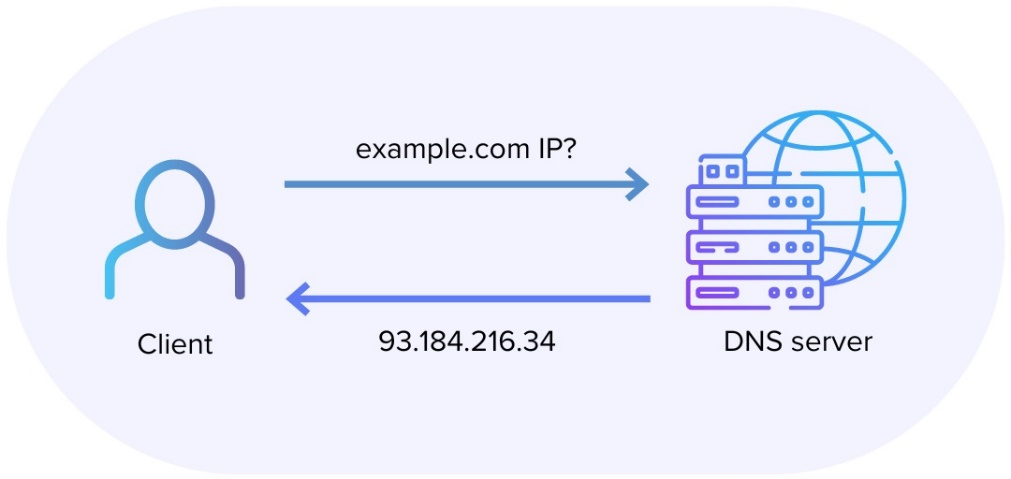 example.com IP?
Client
93.184.216.34
DNS server